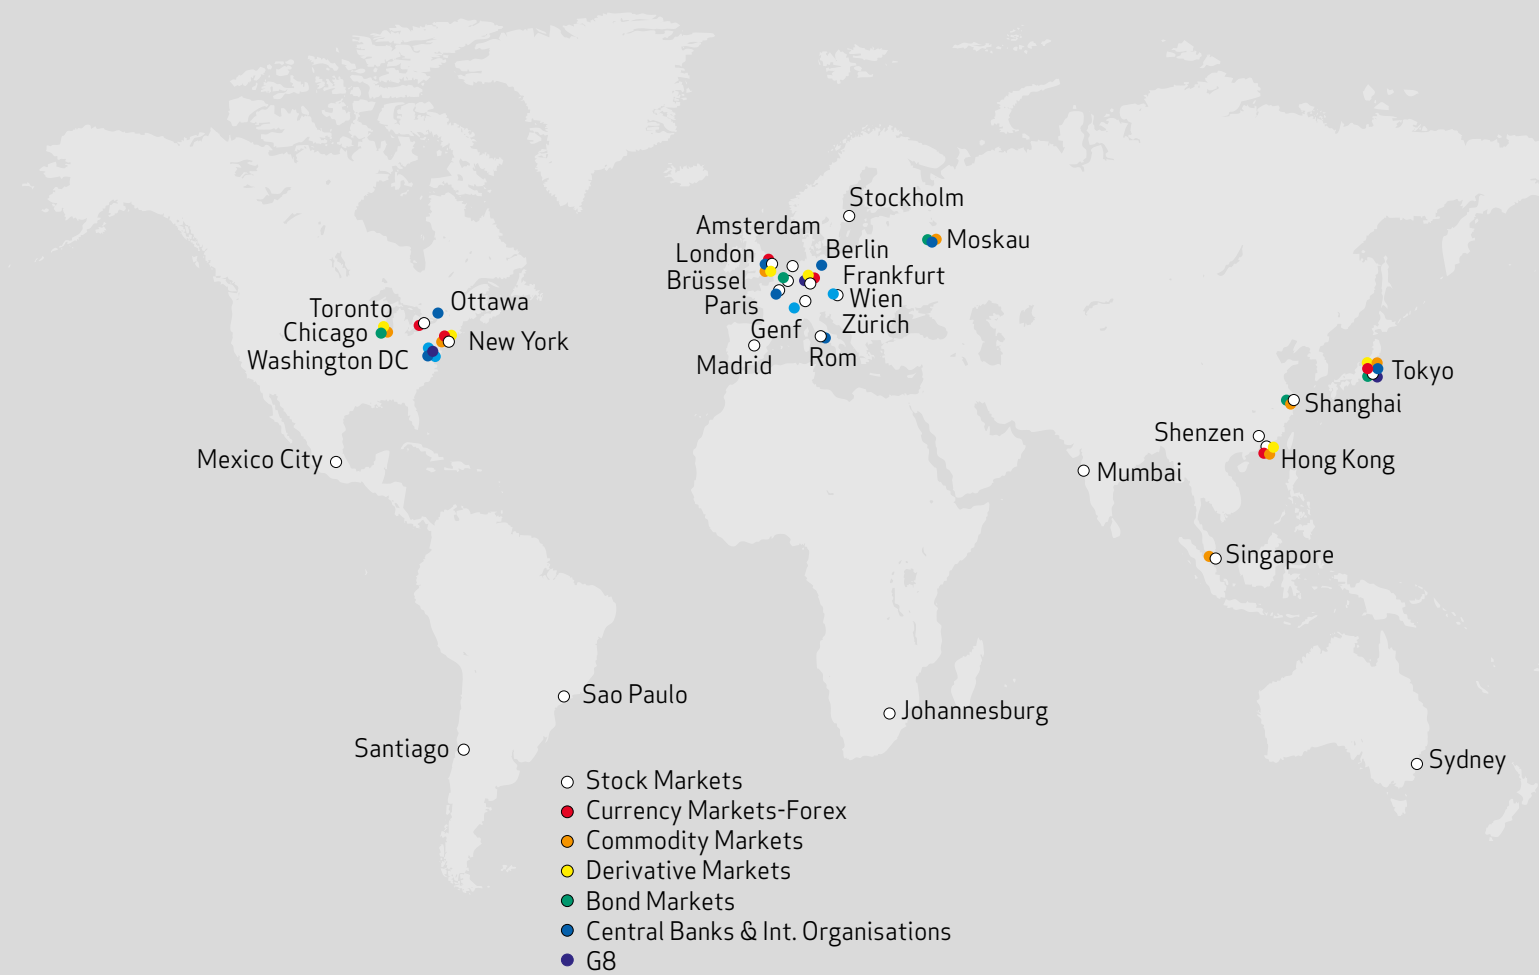 Stockholm
Amsterdam
Moskau
London
Berlin
Brüssel
Frankfurt
Paris
Wien
Genf
Zürich
Madrid
Rom
Toronto
Ottawa
Chicago
New York
Washington DC
Tokyo
Shanghai
Shenzen
Hong Kong
Mexico City
Mumbai
Singapore
Sao Paulo
Johannesburg
Santiago
Sydney
Stock Markets
Currency Markets-Forex
Commodity Markets
Derivative Markets
Bond Markets
Central Banks & Int. Organisations
G8